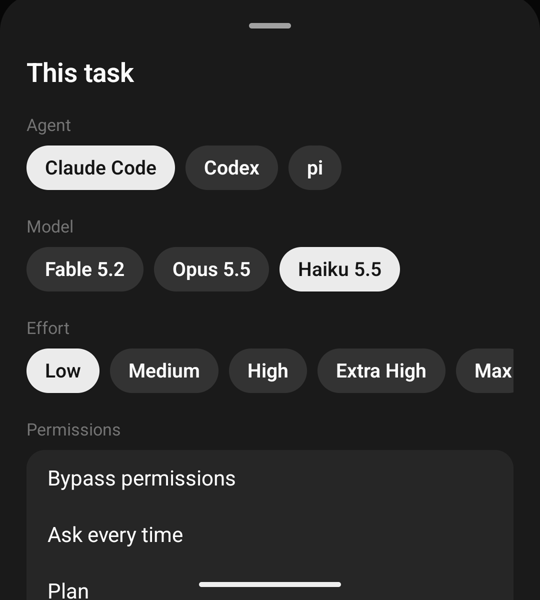 This task
Agent
Claude Code Codex pi
Model
Fable 5.2 Opus 5.5 Haiku 5.5
Effort
Low Medium High Extra High Max
Permissions
Bypass permissions
Ask every time
Plan